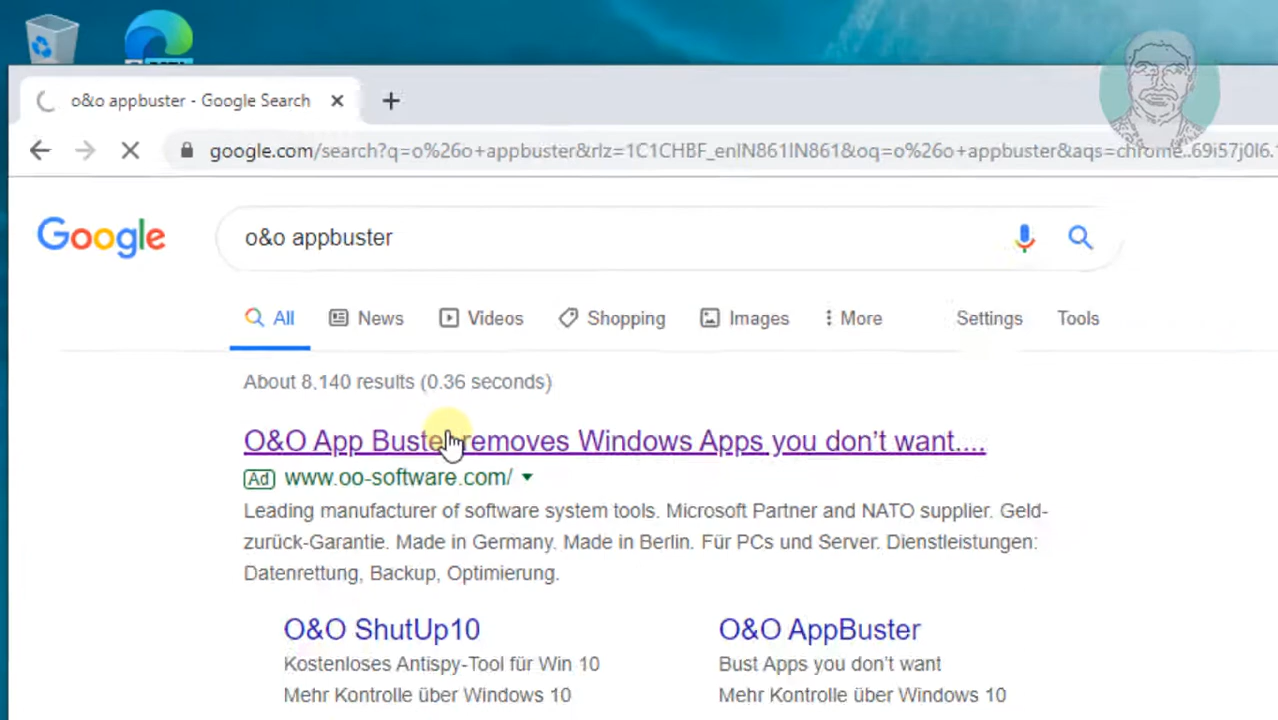 o&o appbuster - Google Search
google.com/search?q=o%26o+appbuster&rlz=1C1CHBF_enIN861IN861&oq=o%26o+appbuster&aqs=chrome..69i57j0l6.
Google
o&o appbuster
All News Videos Shopping Images More Settings Tools
About 8,140 results (0.36 seconds)
O&O App Buster removes Windows Apps you don't want....
Ad www.oo-software.com/
Leading manufacturer of software system tools. Microsoft Partner and NATO supplier. Geld-
zurück-Garantie. Made in Germany. Made in Berlin. Für PCs und Server. Dienstleistungen:
Datenrettung, Backup, Optimierung.
O&O ShutUp10 O&O AppBuster
Kostenloses Antispy-Tool für Win 10 Bust Apps you don't want
Mehr Kontrolle über Windows 10 Mehr Kontrolle über Windows 10